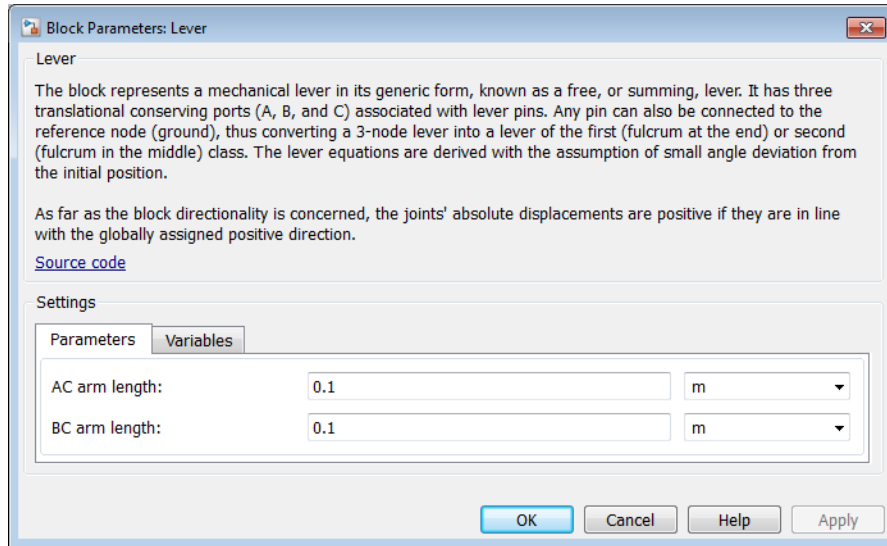 Block Parameters: Lever
Lever
The block represents a mechanical lever in its generic form, known as a free, or summing, lever. It has three
translational conserving ports (A, B, and C) associated with lever pins. Any pin can also be connected to the
reference node (ground), thus converting a 3-node lever into a lever of the first (fulcrum at the end) or second
(fulcrum in the middle) class. The lever equations are derived with the assumption of small angle deviation from
the initial position.
As far as the block directionality is concerned, the joints' absolute displacements are positive if they are in line
with the globally assigned positive direction.
Source code
Settings
Parameters Variables
AC arm length: 0.1 m
BC arm length: 0.1 m
OK Cancel Help Apply